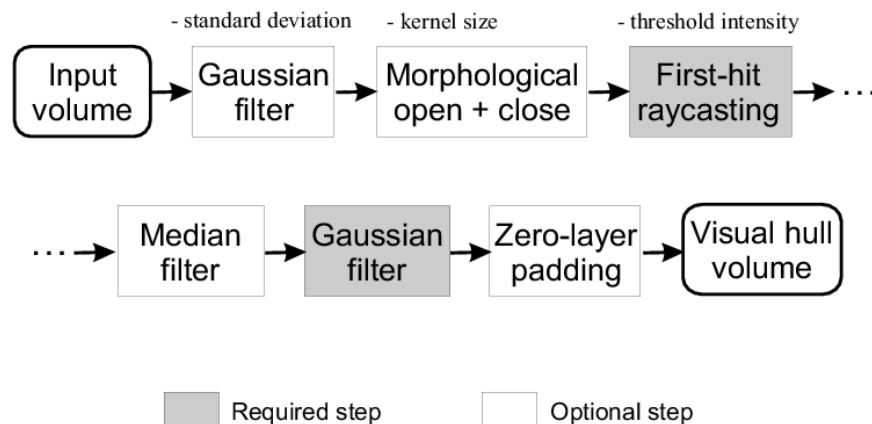 - standard deviation - kernel size - threshold intensity
Input volume
Gaussian filter
Morphological open + close
First-hit raycasting
...
...
Median filter
Gaussian filter
Zero-layer padding
Visual hull volume
Required step
Optional step